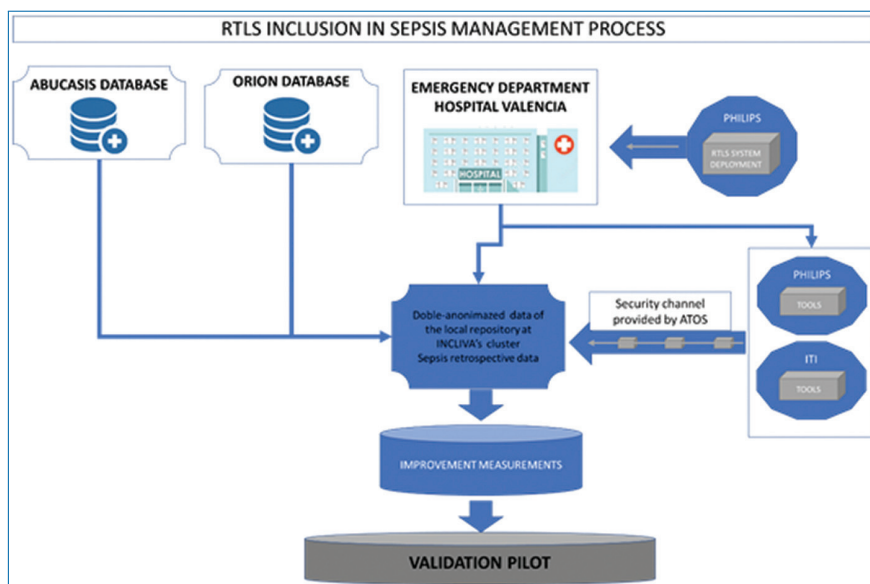 RTLS INCLUSION IN SEPSIS MANAGEMENT PROCESS
ABUCASIS DATABASE
ORION DATABASE
EMERGENCY DEPARTMENT
HOSPITAL VALENCIA
HOSPITAL
PHILIPS
RTLS SYSTEM
DEPLOYMENT
PHILIPS
TOOLS
ITI
TOOLS
Security channel
provided by ATOS
Doble-anonimazed data of
the local repository at
INCLIVA's cluster
Sepsis retrospective data
IMPROVEMENT MEASUREMENTS
VALIDATION PILOT